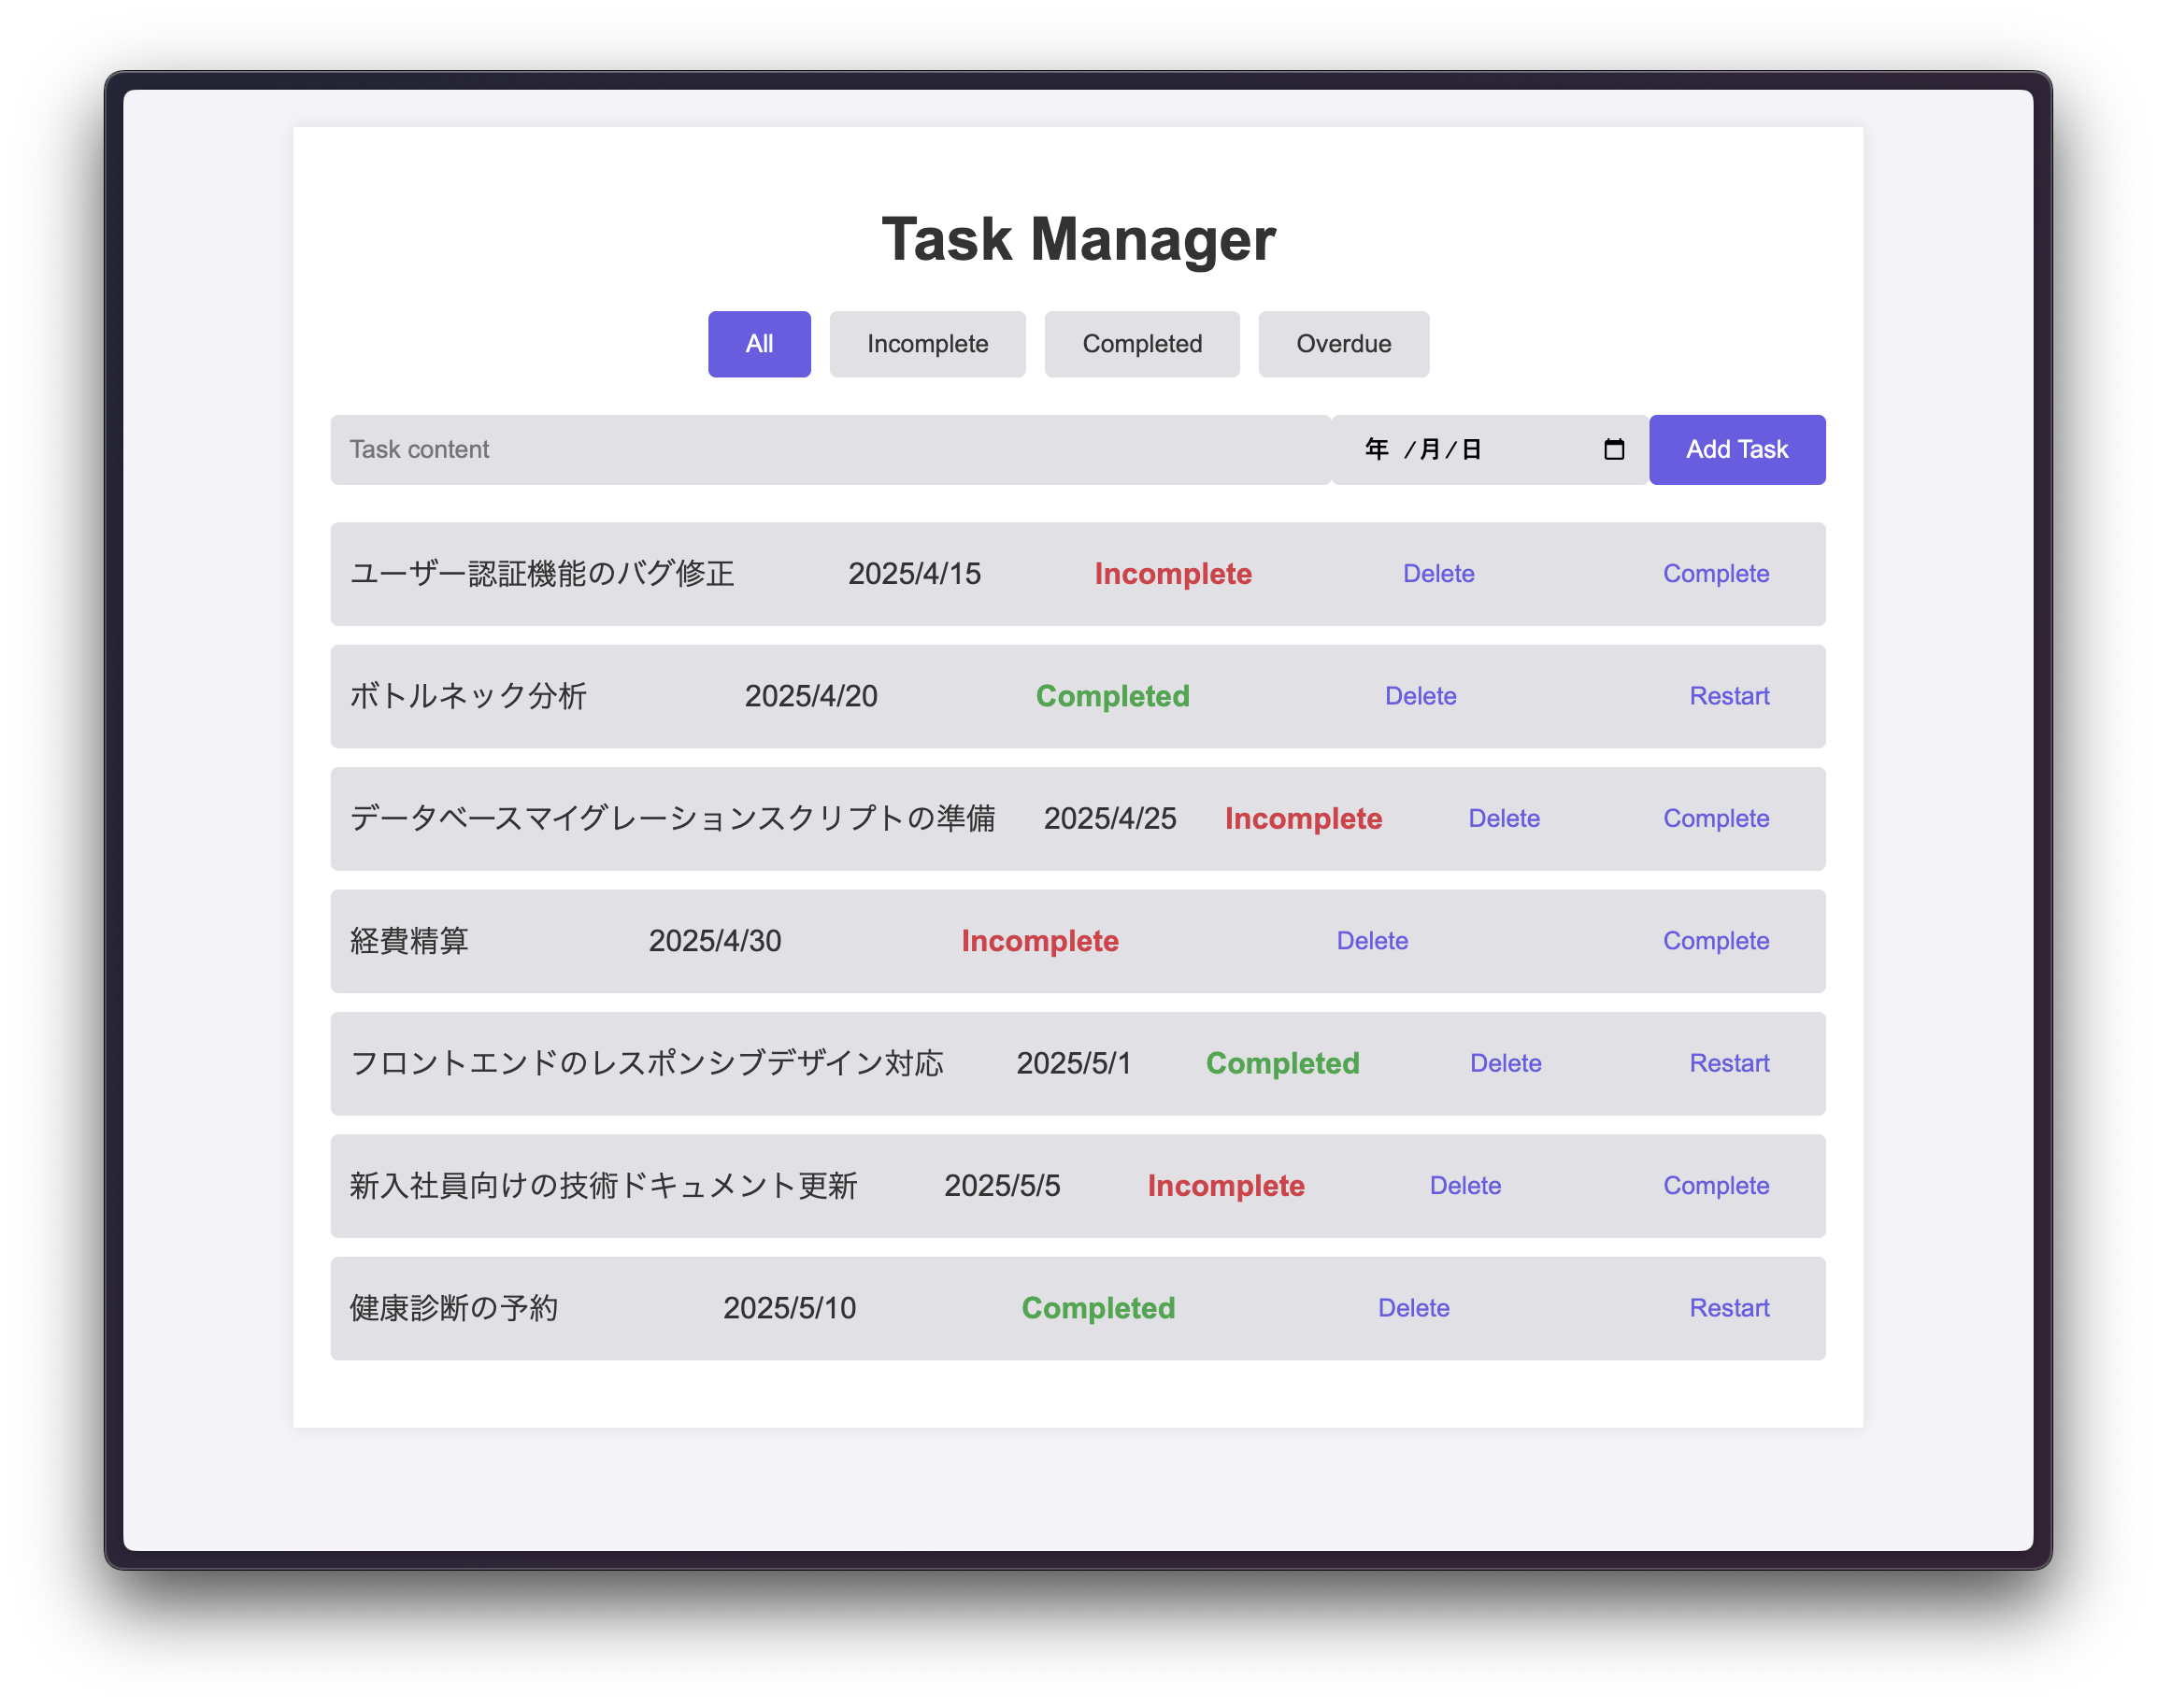 Task Manager
All Incomplete Completed Overdue
Task content 年 /月/日 Add Task
ユーザー認証機能のバグ修正 2025/4/15 Incomplete Delete Complete
ボトルネック分析 2025/4/20 Completed Delete Restart
データベースマイグレーションスクリプトの準備 2025/4/25 Incomplete Delete Complete
経費精算 2025/4/30 Incomplete Delete Complete
フロントエンドのレスポンシブデザイン対応 2025/5/1 Completed Delete Restart
新入社員向けの技術ドキュメント更新 2025/5/5 Incomplete Delete Complete
健康診断の予約 2025/5/10 Completed Delete Restart